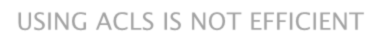 USING ACLS IS NOT EFFICIENT